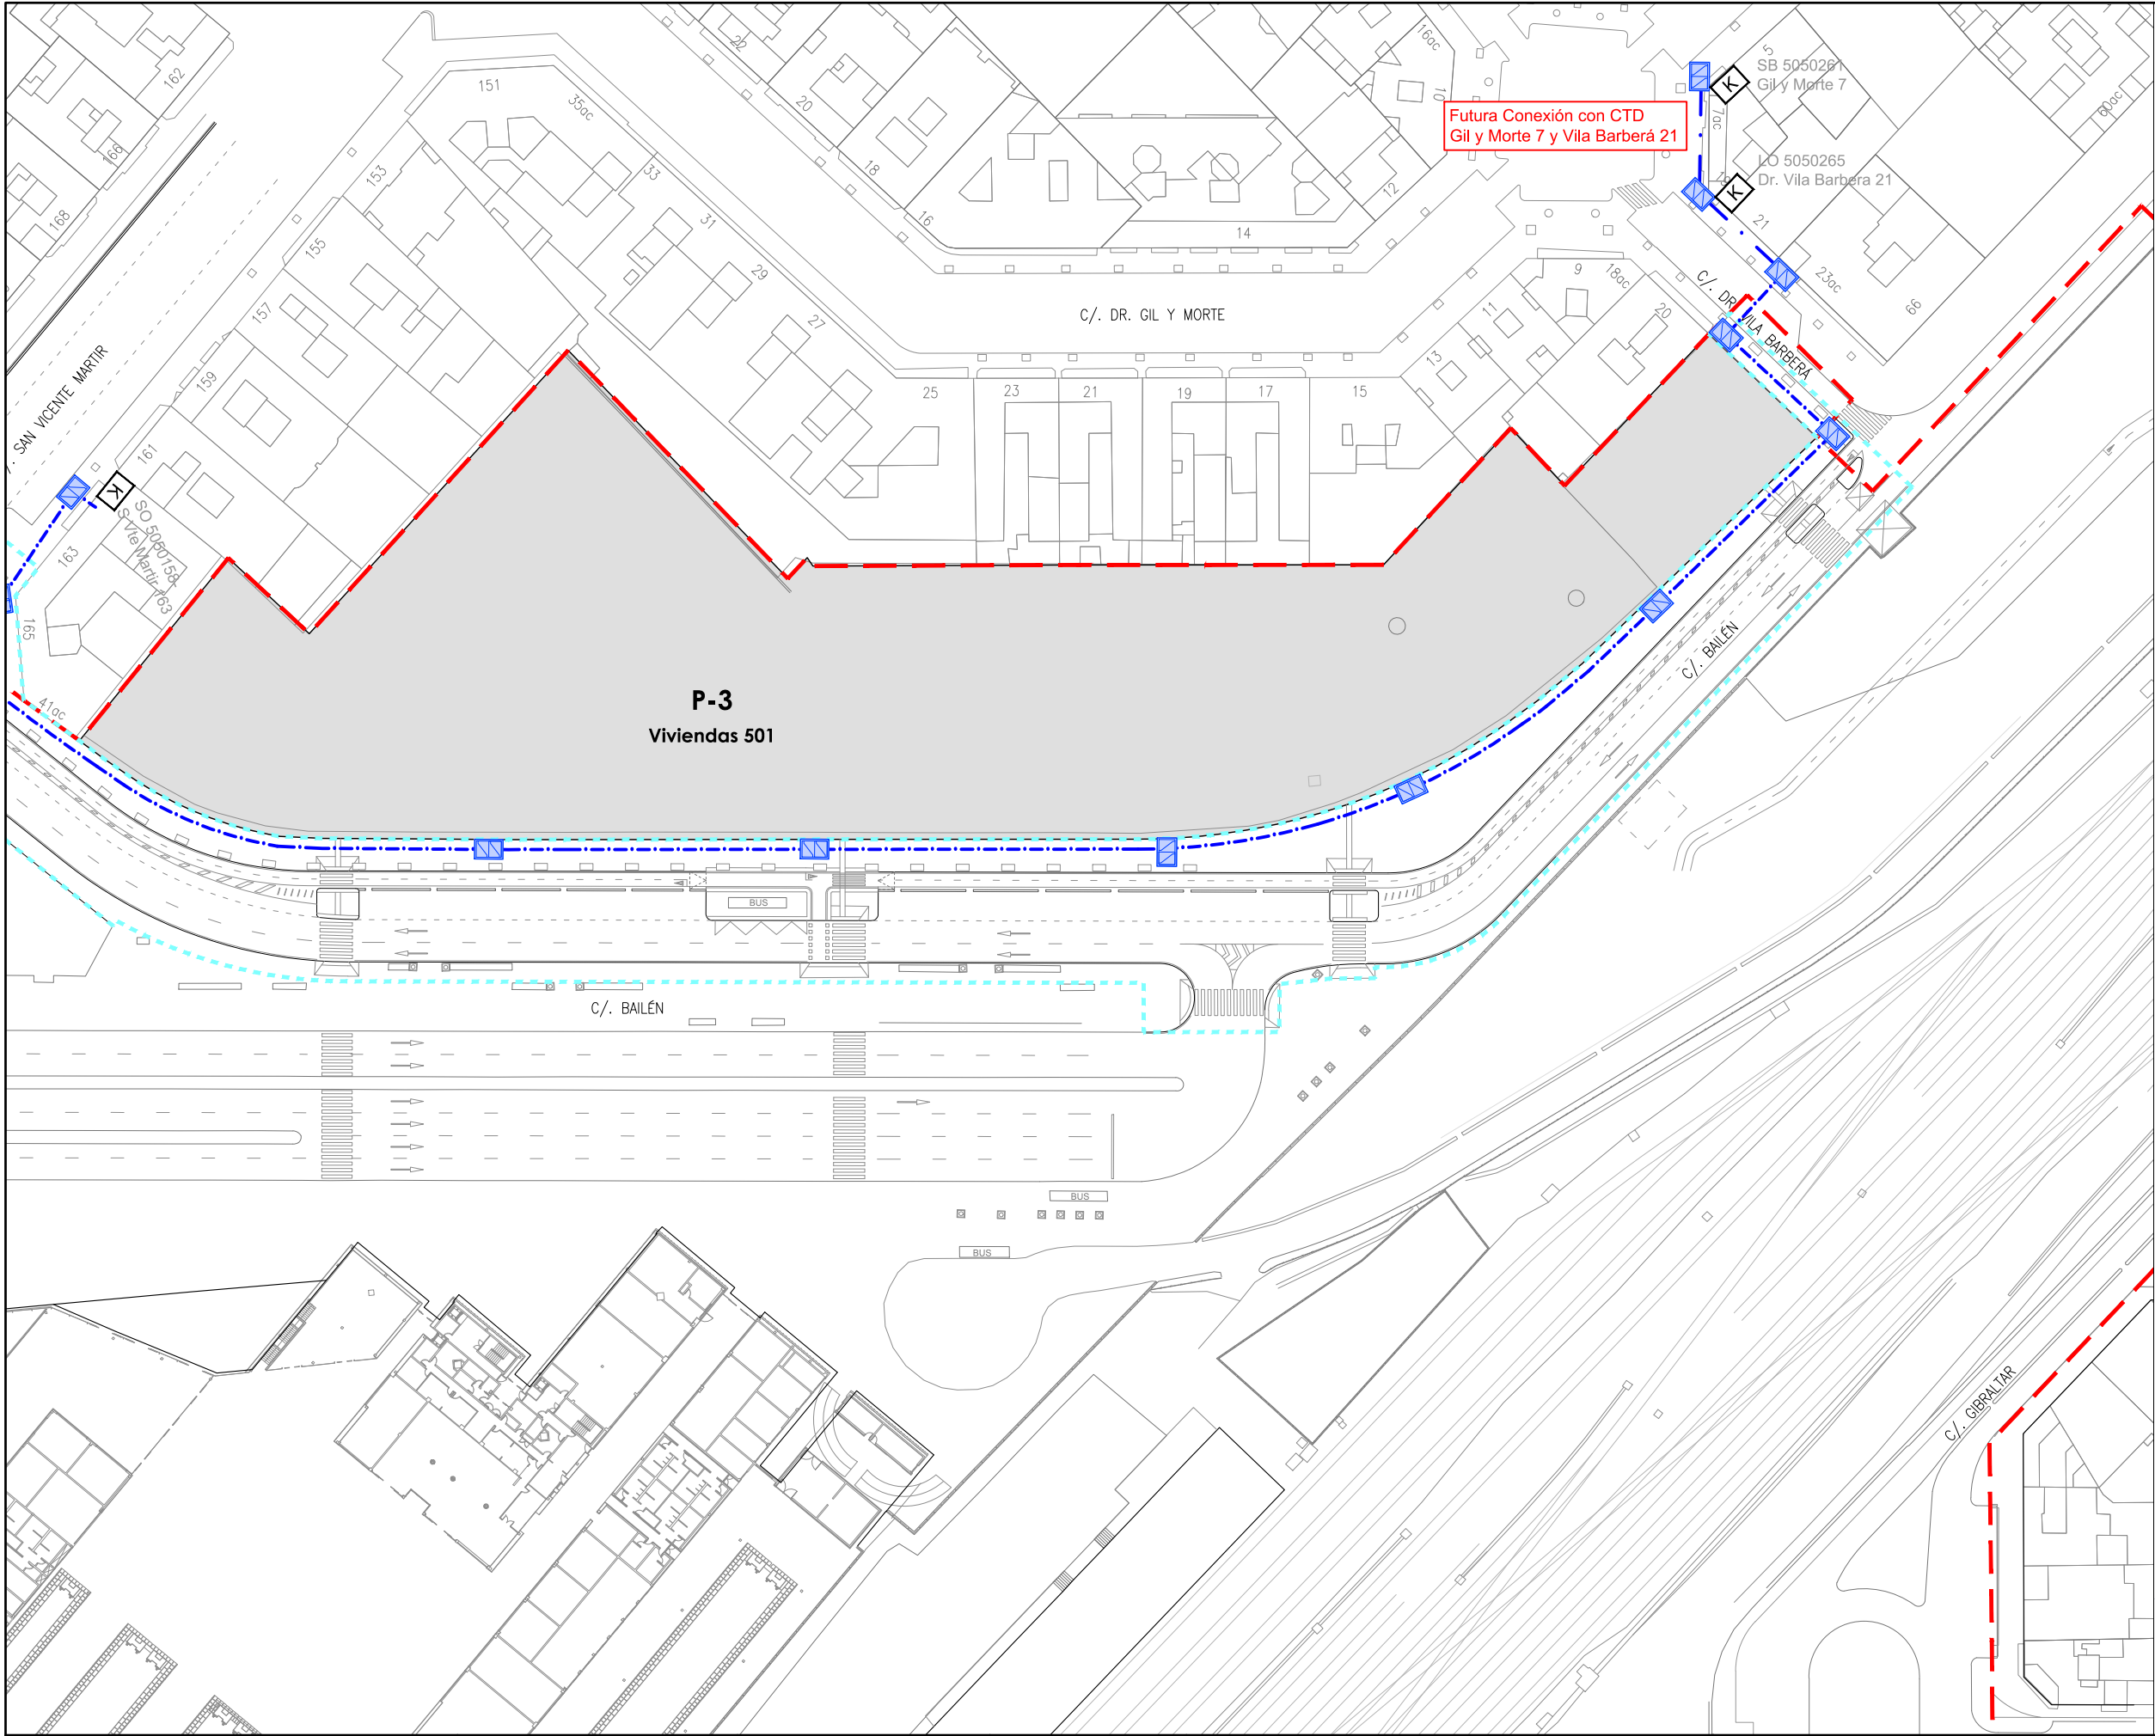 162
166
168
151
35ac
153
155
157
159
161
163
165
41ac
33
31
29
27
25
23
21
19
17
15
13
11
9
18ac
20
22
20
18
16
14
12
10
16ac
5
7ac
SB 5050261
Gil y Morte 7
60ac
Futura Conexión con CTD
Gil y Morte 7 y Vila Barberá 21
K
LO 5050265
Dr. Vila Barbera 21
K
21
23ac
66
C/. DR. VILA BARBERÁ
C/. DR. GIL Y MORTE
SAN VICENTE MARTIR
K
SO 5050158
S Vte Martir 163
P-3
Viviendas 501
C/. BAILÉN
BUS
C/. BAILÉN
BUS
BUS
C/. GIBRALTAR